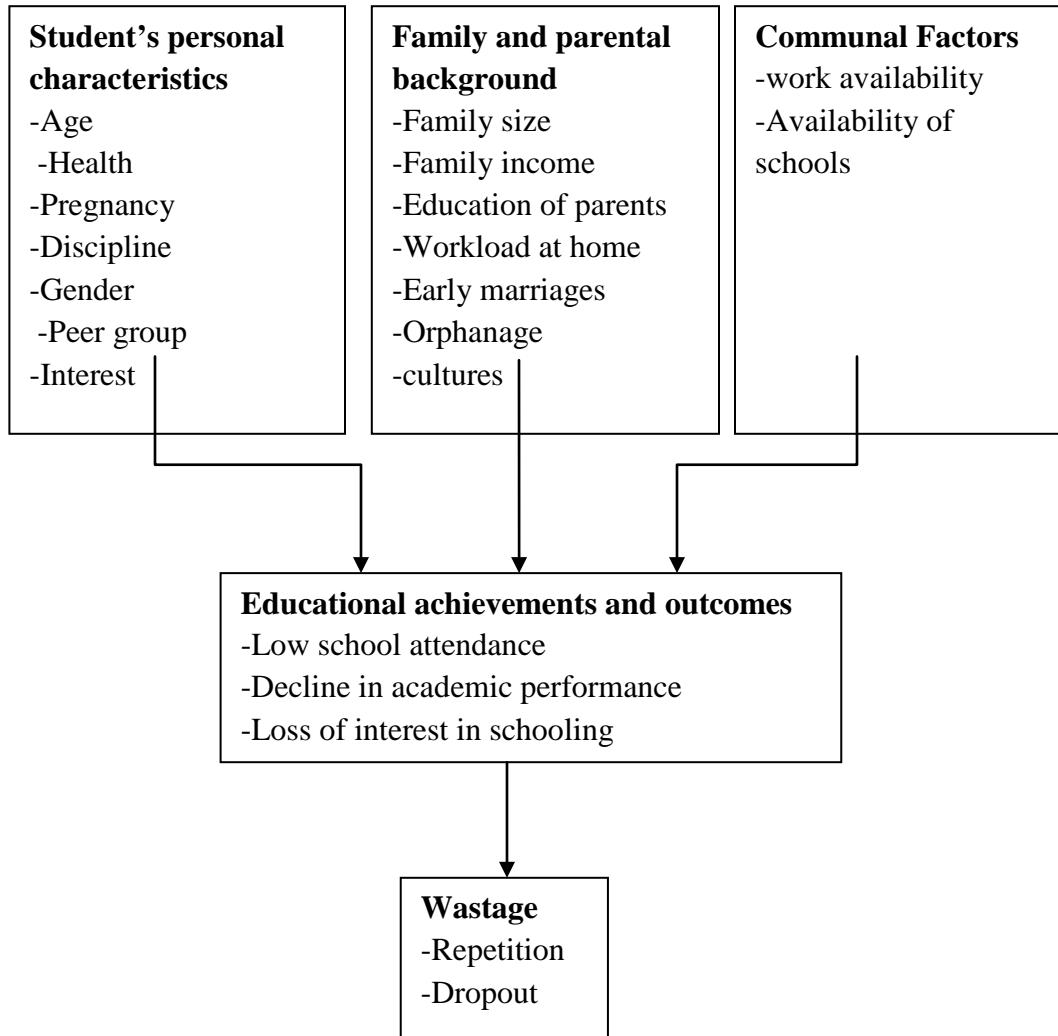 Student’s personal
characteristics
-Age
-Health
-Pregnancy
-Discipline
-Gender
-Peer group
-Interest
Family and parental
background
-Family size
-Family income
-Education of parents
-Workload at home
-Early marriages
-Orphanage
-cultures
Communal Factors
-work availability
-Availability of
schools
Educational achievements and outcomes
-Low school attendance
-Decline in academic performance
-Loss of interest in schooling
Wastage
-Repetition
-Dropout